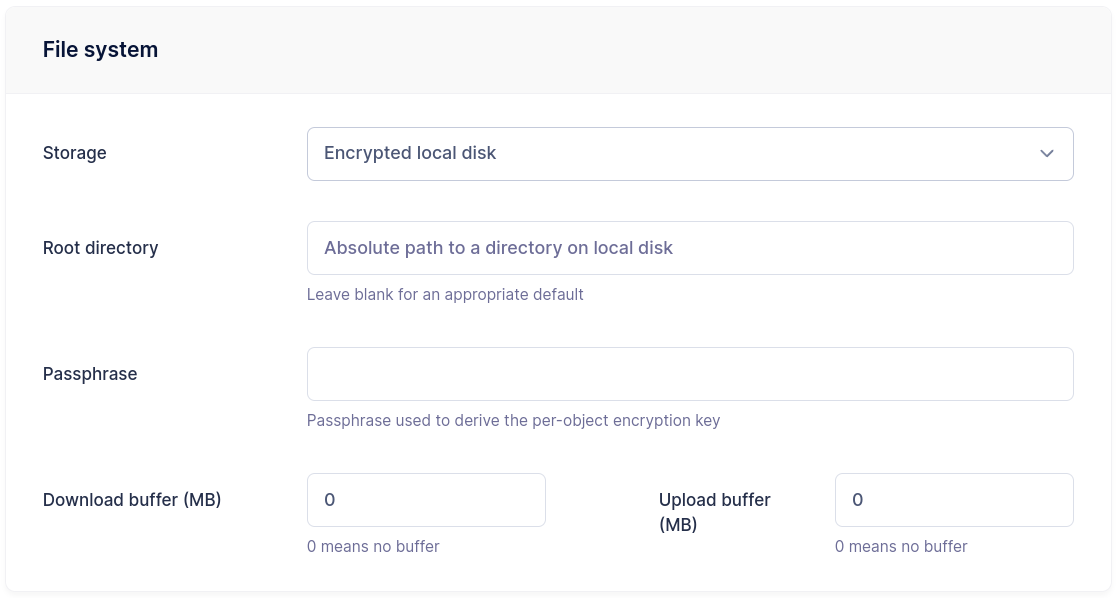 File system
Storage
Encrypted local disk
Root directory
Absolute path to a directory on local disk
Leave blank for an appropriate default
Passphrase
Passphrase used to derive the per-object encryption key
Download buffer (MB)
0
0 means no buffer
Upload buffer
(MB)
0
0 means no buffer